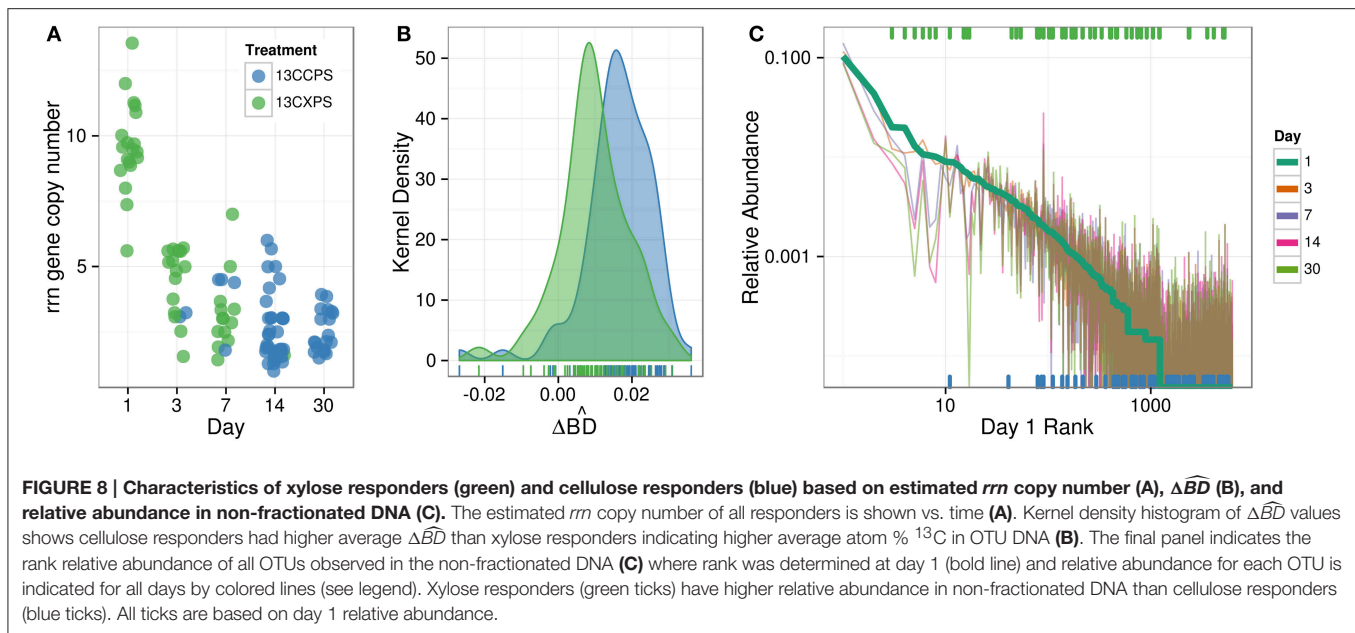 A
Treatment
13CCPS
13CXPS
rrn gene copy number
10
5
1
3
7
14
30
Day
B
50
40
30
20
10
0
Kernel Density
-0.02
0.00
0.02
ΔB̂D
C
0.100
0.001
Relative Abundance
10
1000
Day 1 Rank
Day
1
3
7
14
30
FIGURE 8 | Characteristics of xylose responders (green) and cellulose responders (blue) based on estimated rrn copy number (A), Δ\widehat{BD} (B), and
relative abundance in non-fractionated DNA (C). The estimated rrn copy number of all responders is shown vs. time (A). Kernel density histogram of Δ\widehat{BD} values
shows cellulose responders had higher average Δ\widehat{BD} than xylose responders indicating higher average atom % ¹³C in OTU DNA (B). The final panel indicates the
rank relative abundance of all OTUs observed in the non-fractionated DNA (C) where rank was determined at day 1 (bold line) and relative abundance for each OTU is
indicated for all days by colored lines (see legend). Xylose responders (green ticks) have higher relative abundance in non-fractionated DNA than cellulose responders
(blue ticks). All ticks are based on day 1 relative abundance.